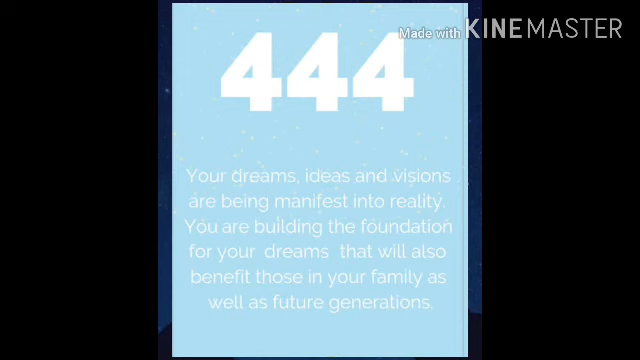 Made with KINEMASTER
444
Your dreams, ideas and visions
are being manifest into reality.
You are building the foundation
for your dreams that will also
benefit those in your family as
well as future generations.